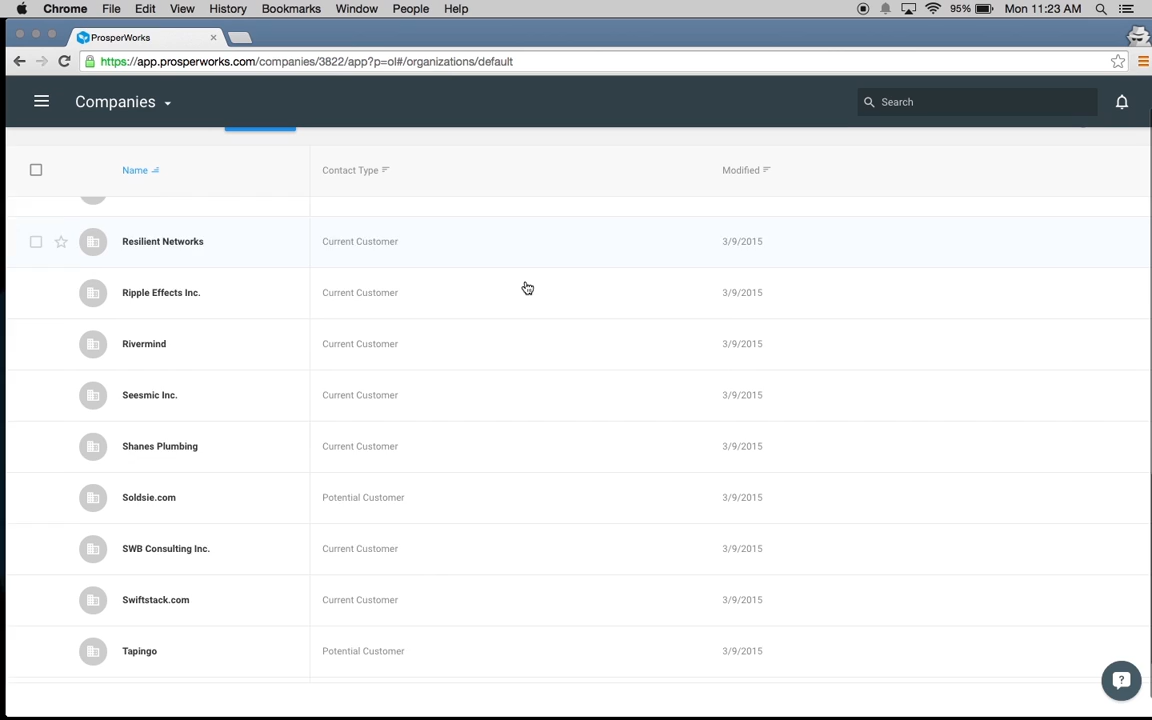 Chrome File Edit View History Bookmarks Window People Help 95% Mon 11:23 AM
ProsperWorks
https://app.prosperworks.com/companies/3822/app?p=ol#/organizations/default
Companies Search
Name Contact Type Modified
Resilient Networks Current Customer 3/9/2015
Ripple Effects Inc. Current Customer 3/9/2015
Rivermind Current Customer 3/9/2015
Seesmic Inc. Current Customer 3/9/2015
Shanes Plumbing Current Customer 3/9/2015
Soldsie.com Potential Customer 3/9/2015
SWB Consulting Inc. Current Customer 3/9/2015
Swiftstack.com Current Customer 3/9/2015
Tapingo Potential Customer 3/9/2015
?